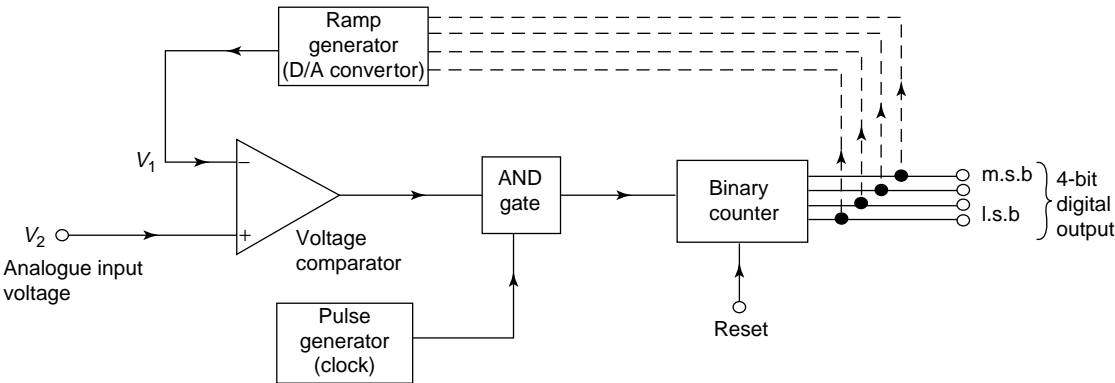 Ramp
generator
(D/A convertor)
V1
−
+
V2
Analogue input
voltage
Voltage
comparator
AND
gate
Binary
counter
m.s.b
l.s.b
4-bit
digital
output
Pulse
generator
(clock)
Reset